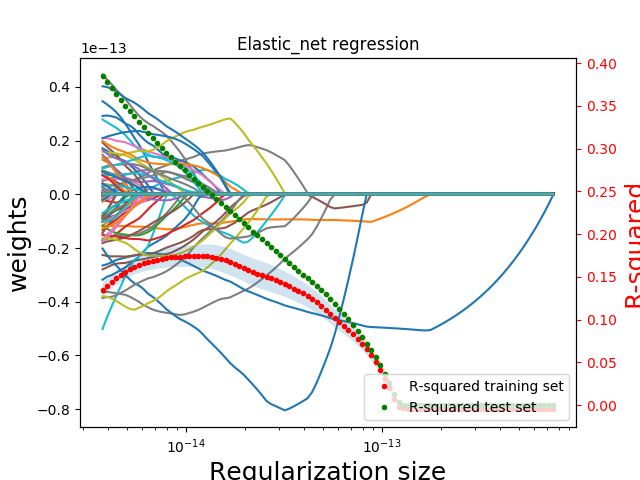 Elastic_net regression
1e−13
0.4
0.2
0.0
−0.2
−0.4
−0.6
−0.8
weights
0.40
0.35
0.30
0.25
0.20
0.15
0.10
0.05
0.00
R-squared
R-squared training set
R-squared test set
10⁻¹⁴
10⁻¹³
Regularization size